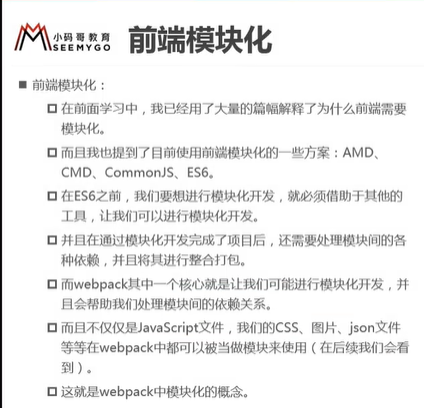 小码哥教育
SEEMYGO
前端模块化
前端模块化：
在前面学习中，我已经用了大量的篇幅解释了为什么前端需要
模块化。
而且我也提到了目前使用前端模块化的一些方案：AMD、
CMD、CommonJS、ES6。
在ES6之前，我们要想进行模块化开发，就必须借助于其他的
工具，让我们可以进行模块化开发。
并且在通过模块化开发完成了项目后，还需要处理模块间的各
种依赖，并且将其进行整合打包。
而webpack其中一个核心就是让我们可能进行模块化开发，并
且会帮助我们处理模块间的依赖关系。
而且不仅仅是JavaScript文件，我们的CSS、图片、json文件
等等在webpack中都可以被当做模块来使用（在后续我们会看
到）。
这就是webpack中模块化的概念。